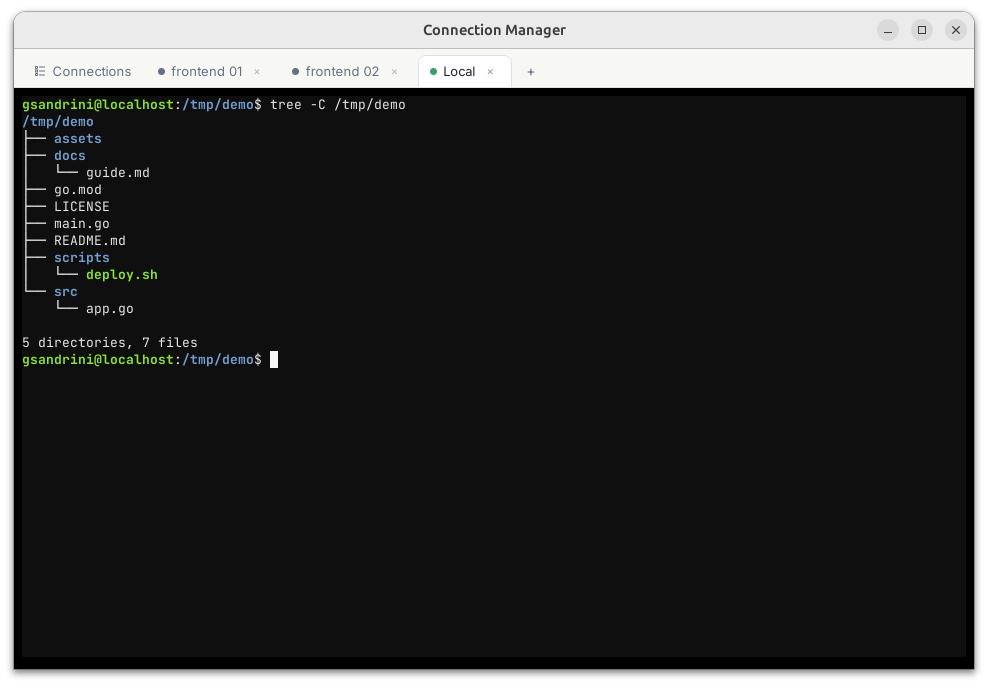 Connection Manager
Connections frontend 01 × frontend 02 × Local × +
gsandrini@localhost:/tmp/demo$ tree -C /tmp/demo
/tmp/demo
├── assets
├── docs
│   └── guide.md
├── go.mod
├── LICENSE
├── main.go
├── README.md
├── scripts
│   └── deploy.sh
└── src
    └── app.go
5 directories, 7 files
gsandrini@localhost:/tmp/demo$